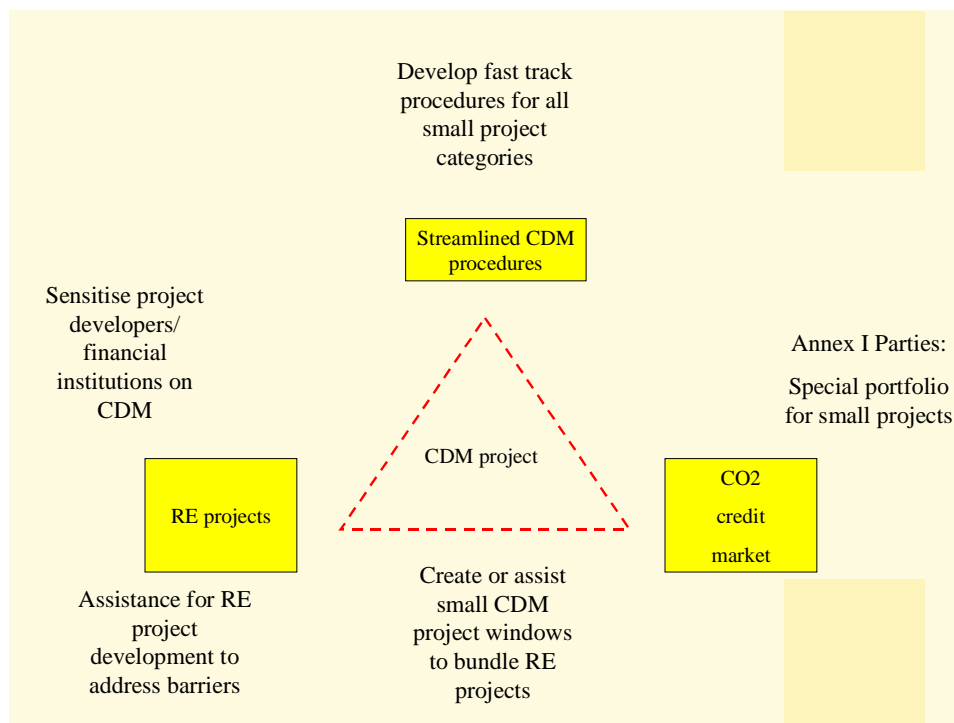 Develop fast track
procedures for all
small project
categories
Streamlined CDM
procedures
Sensitise project
developers/
financial
institutions on
CDM
Annex I Parties:
Special portfolio
for small projects
CDM project
RE projects
CO2
credit
market
Assistance for RE
project
development to
address barriers
Create or assist
small CDM
project windows
to bundle RE
projects